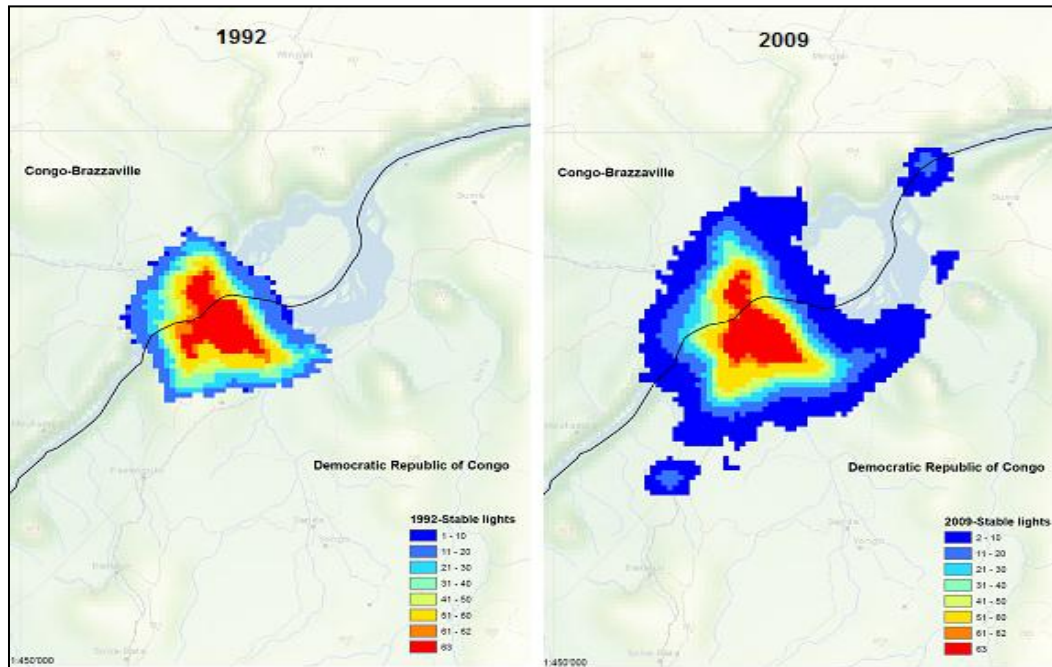 1992
Congo-Brazzaville
Democratic Republic of Congo
1992-Stable lights
1 - 10
11 - 20
21 - 30
31 - 40
41 - 50
51 - 60
61 - 62
63
1:450'000
2009
Congo-Brazzaville
Democratic Republic of Congo
2009-Stable lights
2 - 10
11 - 20
21 - 30
31 - 40
41 - 50
51 - 60
61 - 62
63
1:450'000